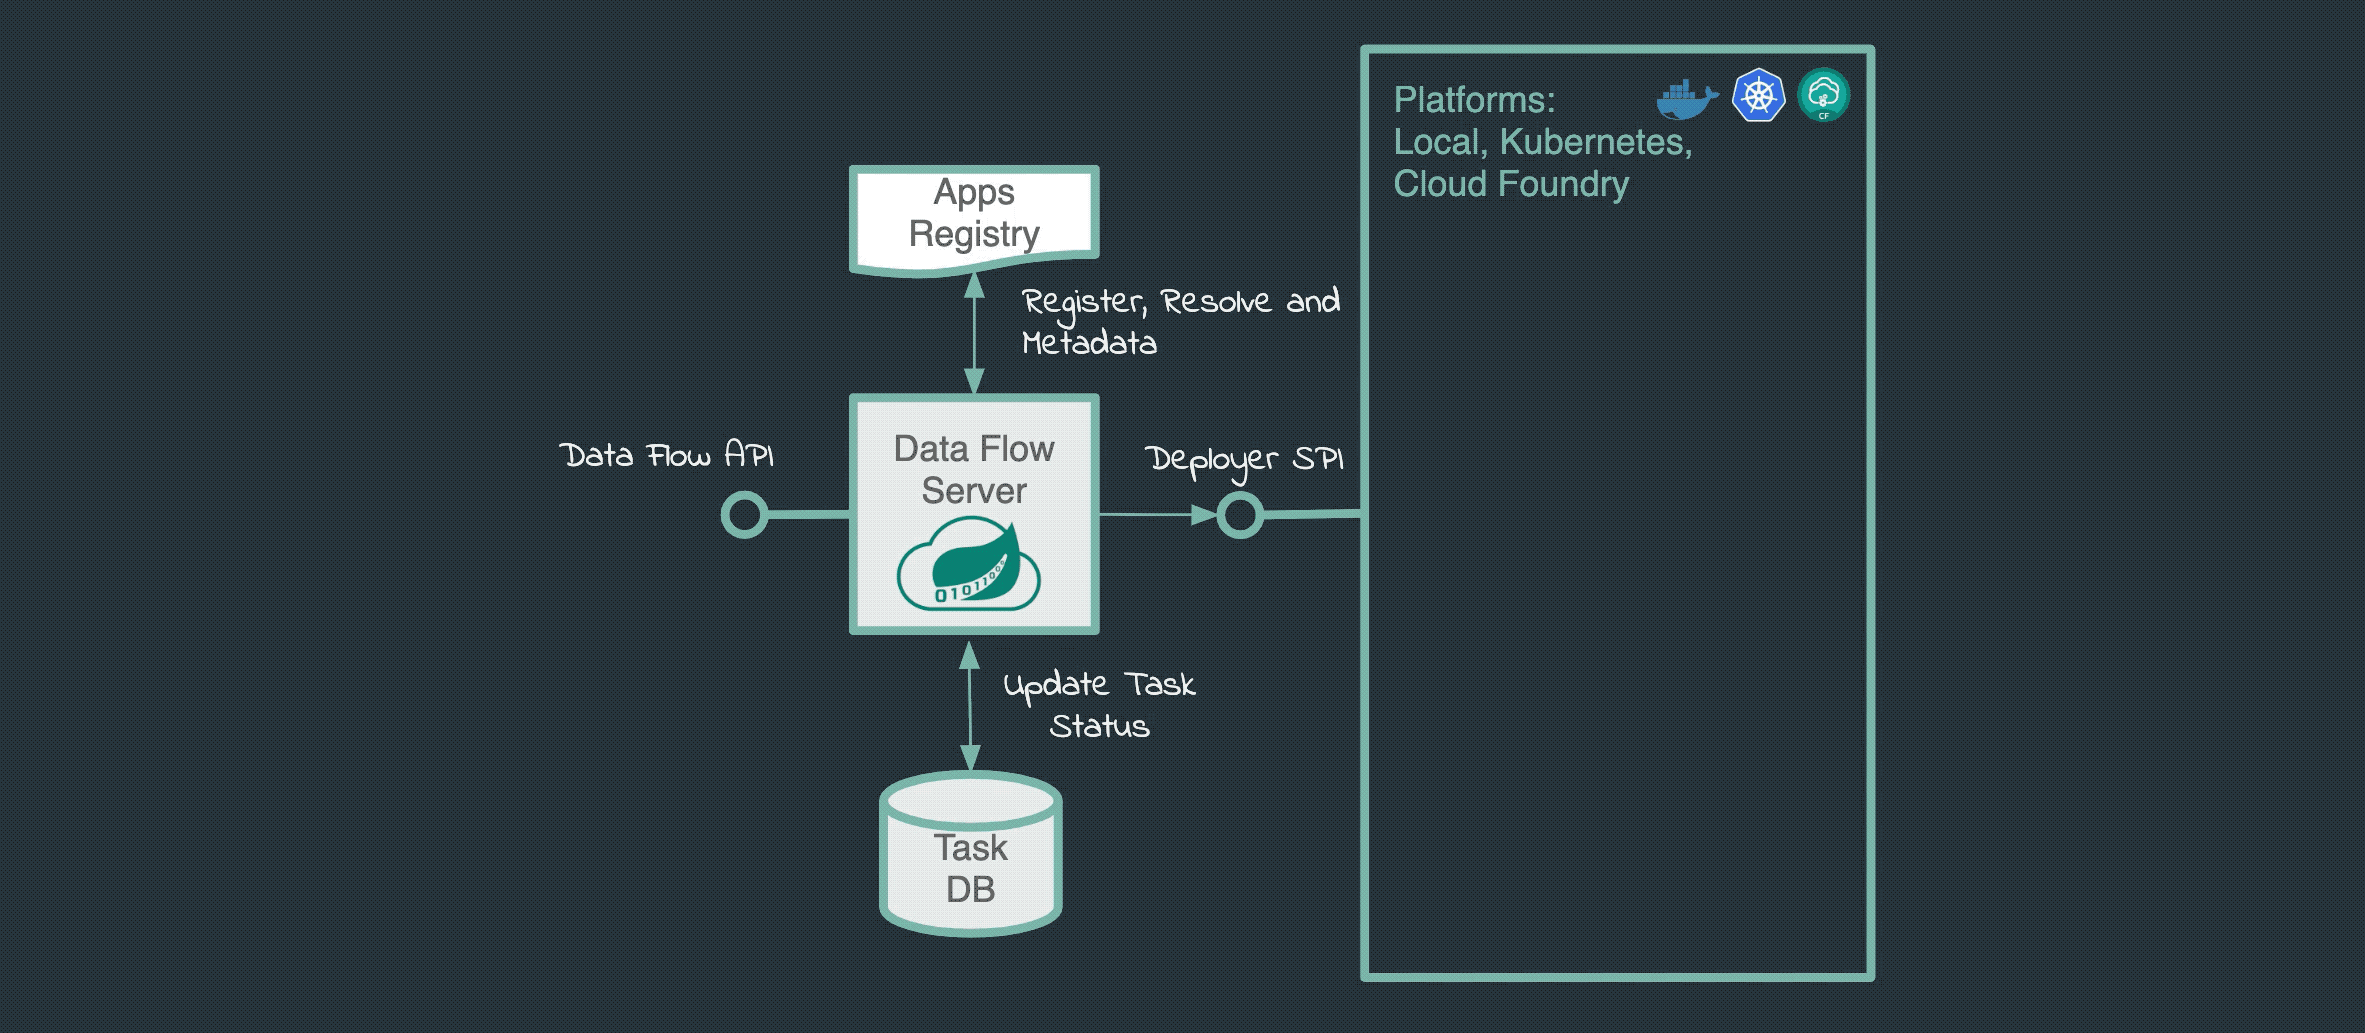 Platforms:
Local, Kubernetes,
Cloud Foundry
CF
Apps
Registry
Register, Resolve and
Metadata
Data Flow API
Data Flow
Server
01011000
Deployer SPI
Update Task
Status
Task
DB